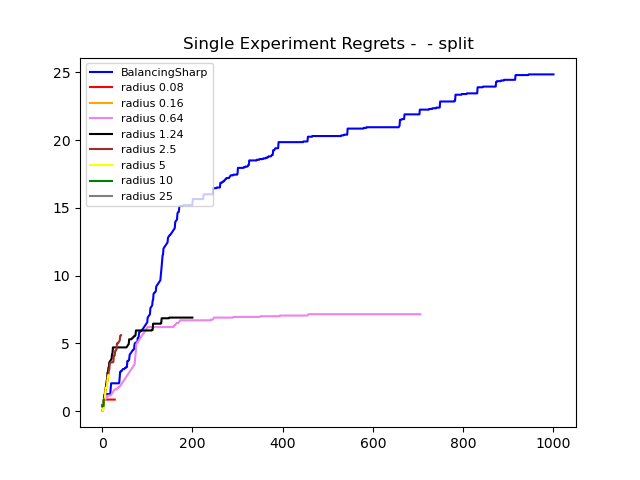 Single Experiment Regrets -  - split
BalancingSharp
radius 0.08
radius 0.16
radius 0.64
radius 1.24
radius 2.5
radius 5
radius 10
radius 25
25
20
15
10
5
0
0 200 400 600 800 1000